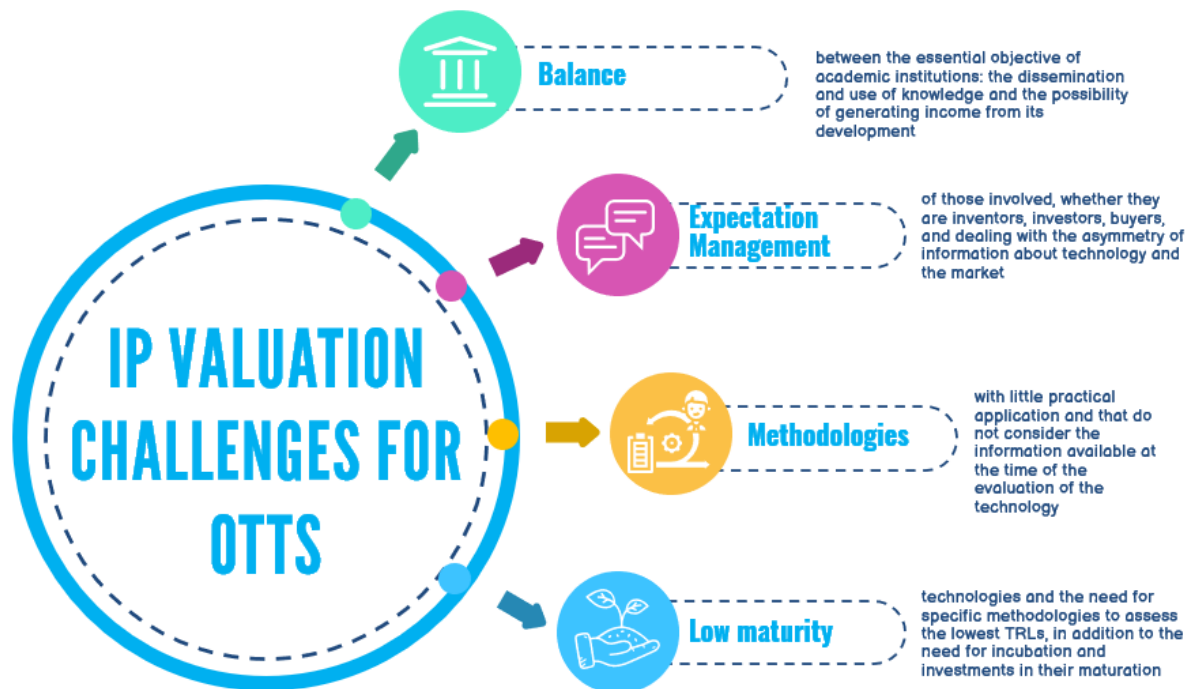 Balance
between the essential objective of
academic institutions: the dissemination
and use of knowledge and the possibility
of generating income from its
development
Expectation
Management
of those involved, whether they
are inventors, investors, buyers,
and dealing with the asymmetry of
information about technology and
the market
IP VALUATION
CHALLENGES FOR
OTTS
Methodologies
with little practical
application and that do
not consider the
information available at
the time of the
evaluation of the
technology
Low maturity
technologies and the need for
specific methodologies to assess
the lowest TRLs, in addition to the
need for incubation and
investments in their maturation